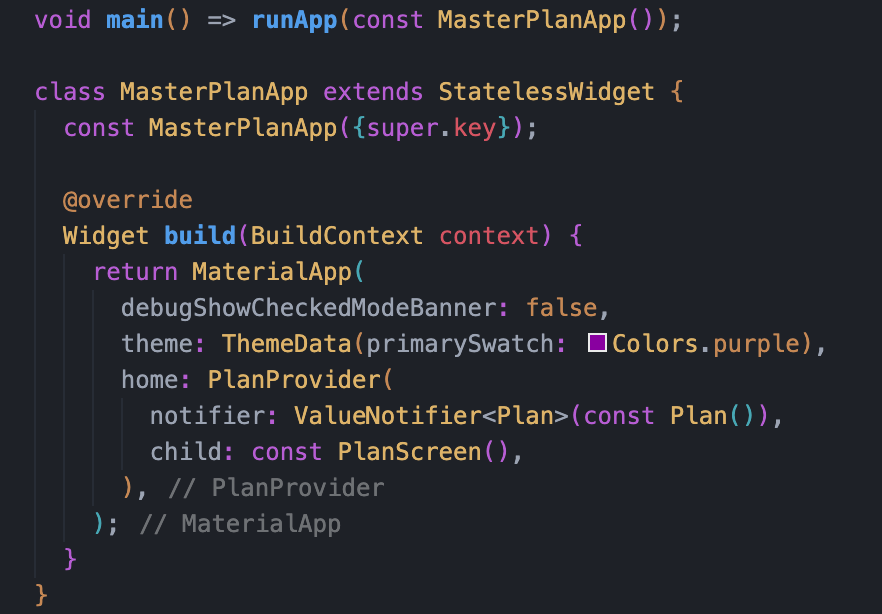 void main() => runApp(const MasterPlanApp());
class MasterPlanApp extends StatelessWidget {
const MasterPlanApp({super.key});
@override
Widget build(BuildContext context) {
return MaterialApp(
debugShowCheckedModeBanner: false,
theme: ThemeData(primarySwatch: Colors.purple),
home: PlanProvider(
notifier: ValueNotifier<Plan>(const Plan()),
child: const PlanScreen(),
), // PlanProvider
); // MaterialApp
}
}